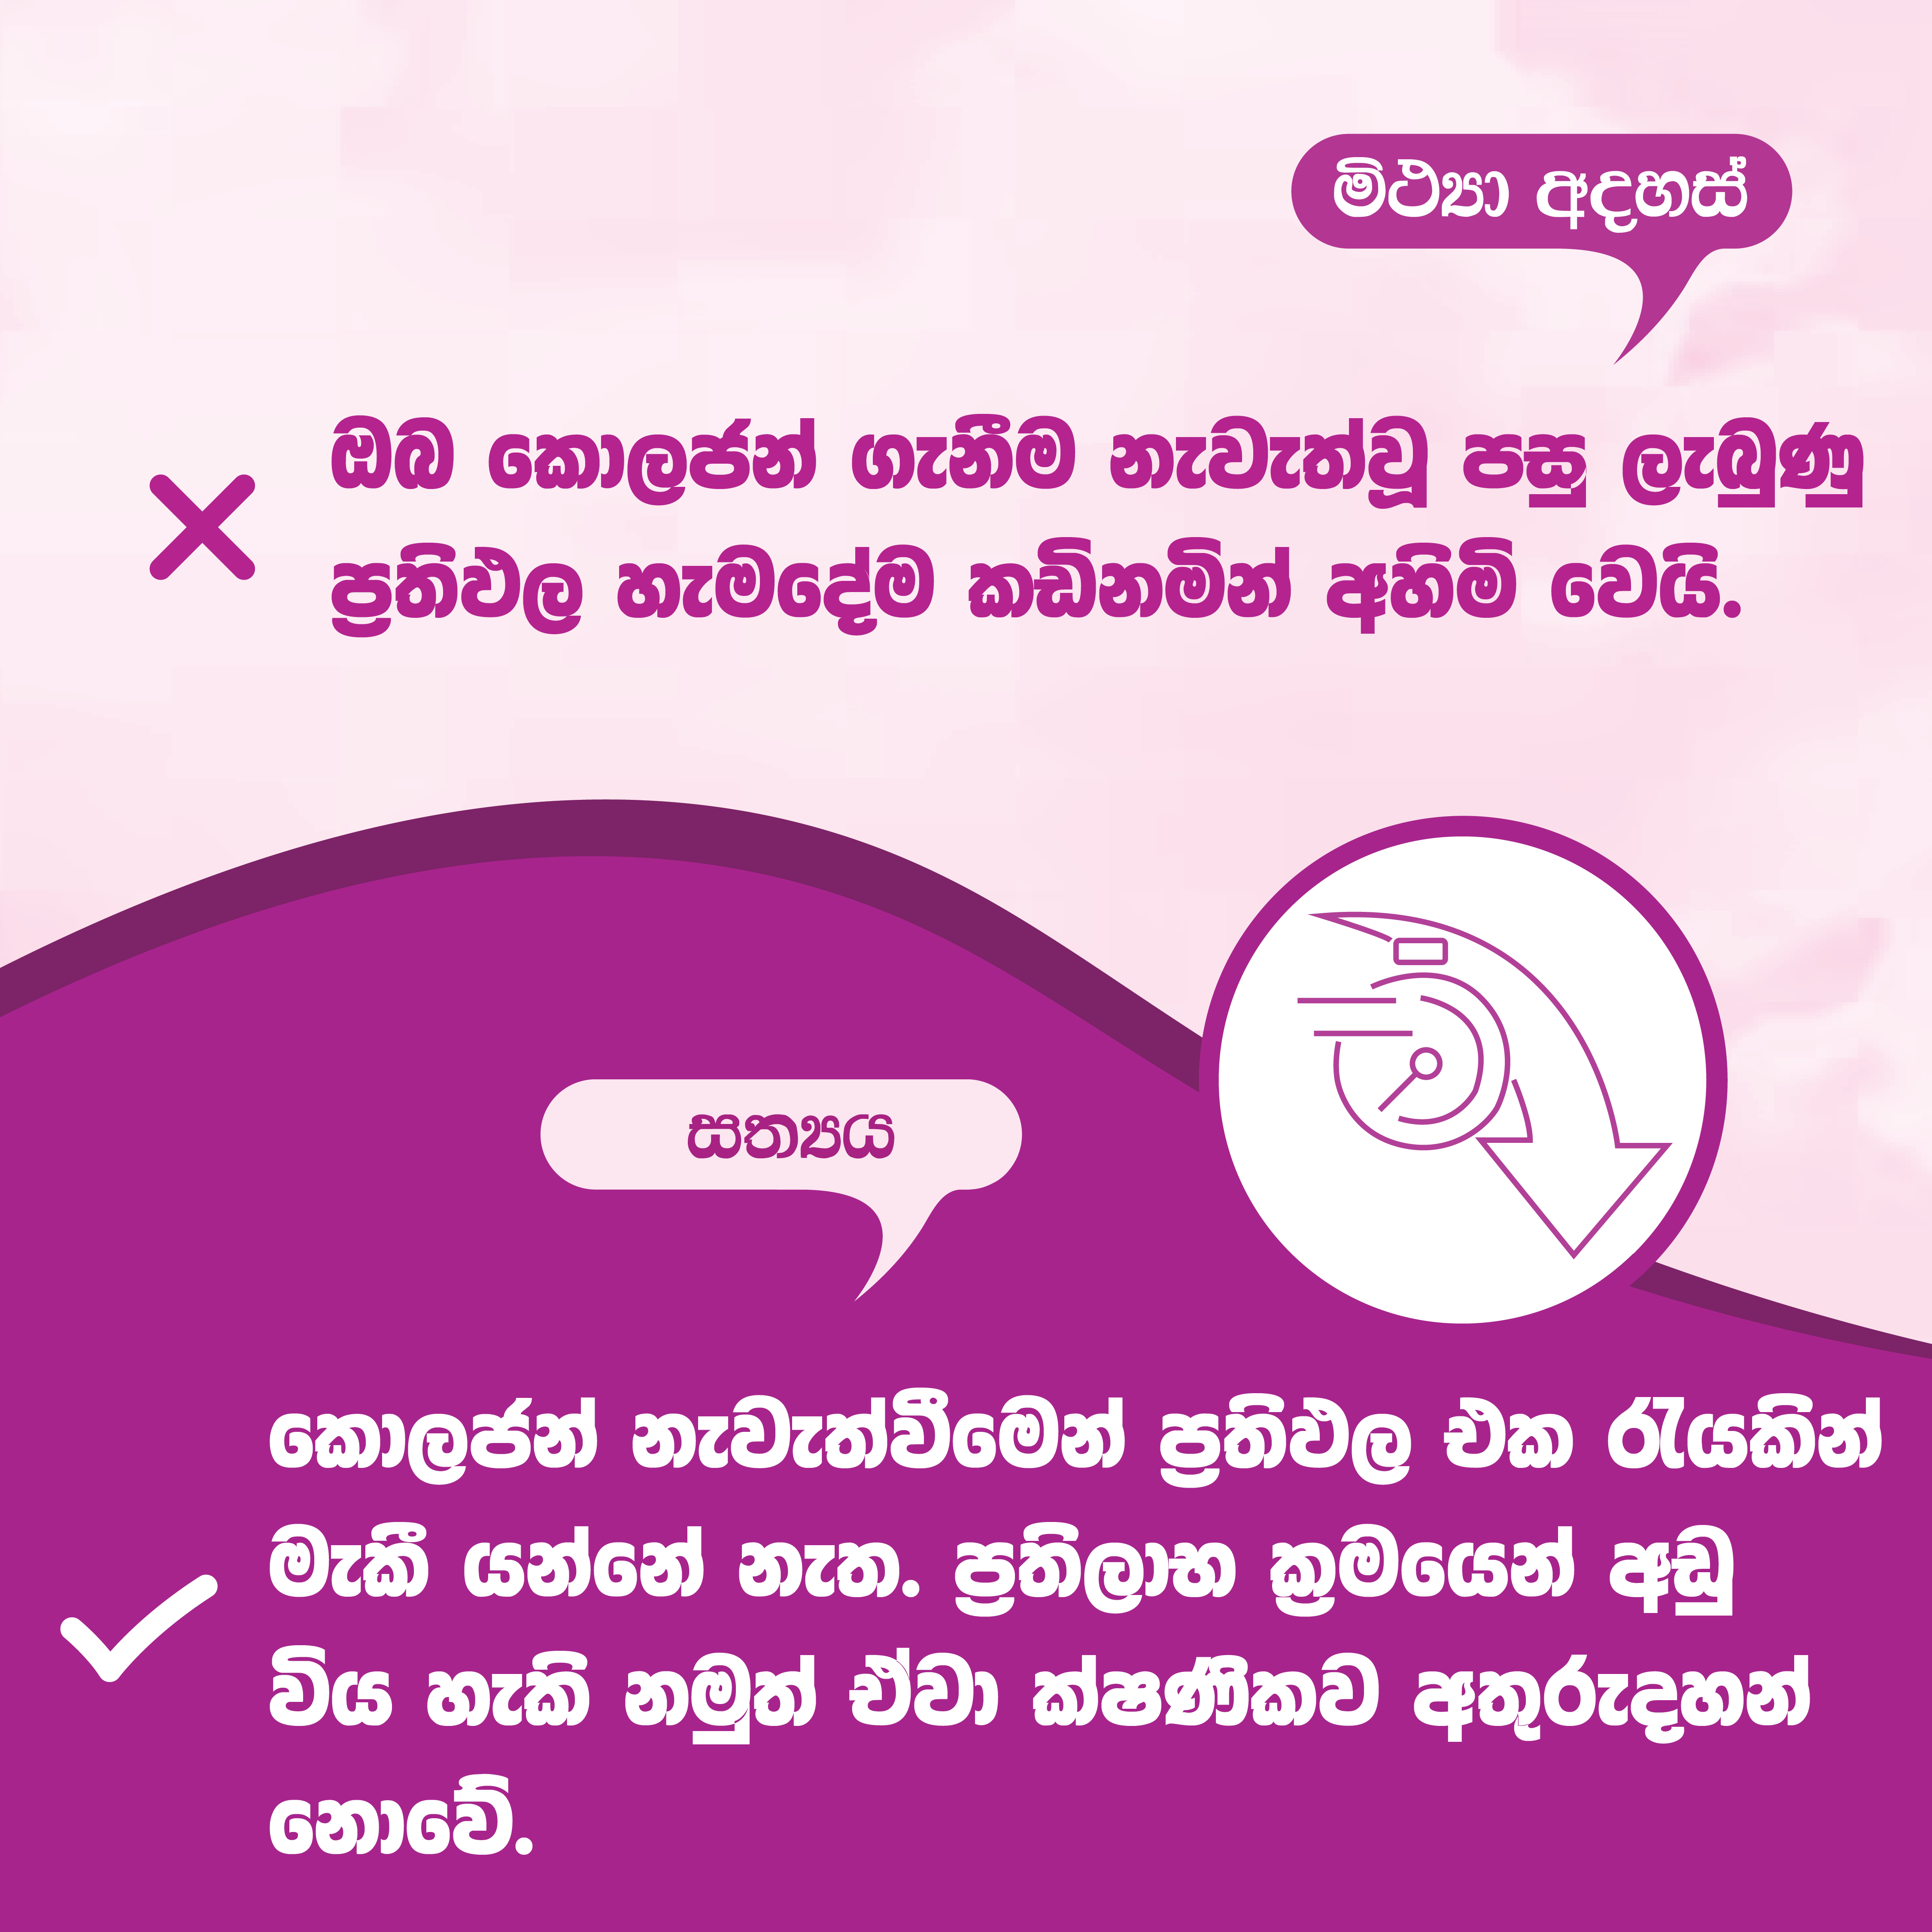 මිථ්‍යා අදහස්
ඔබ කොලජන් ගැනීම නැවැත්වූ පසු ලැබුණු
ප්‍රතිඵල හැමදේම කඩිනමින් අහිමි වෙයි.
සත්‍යය
කොලජන් නැවැත්වීමෙන් ප්‍රතිඵල එක රැයකින්
මැකී යන්නේ නැත. ප්‍රතිලාභ ක්‍රමයෙන් අඩු
විය හැකි නමුත් ඒවා ක්ෂණිකව අතුරුදහන්
නොවේ.